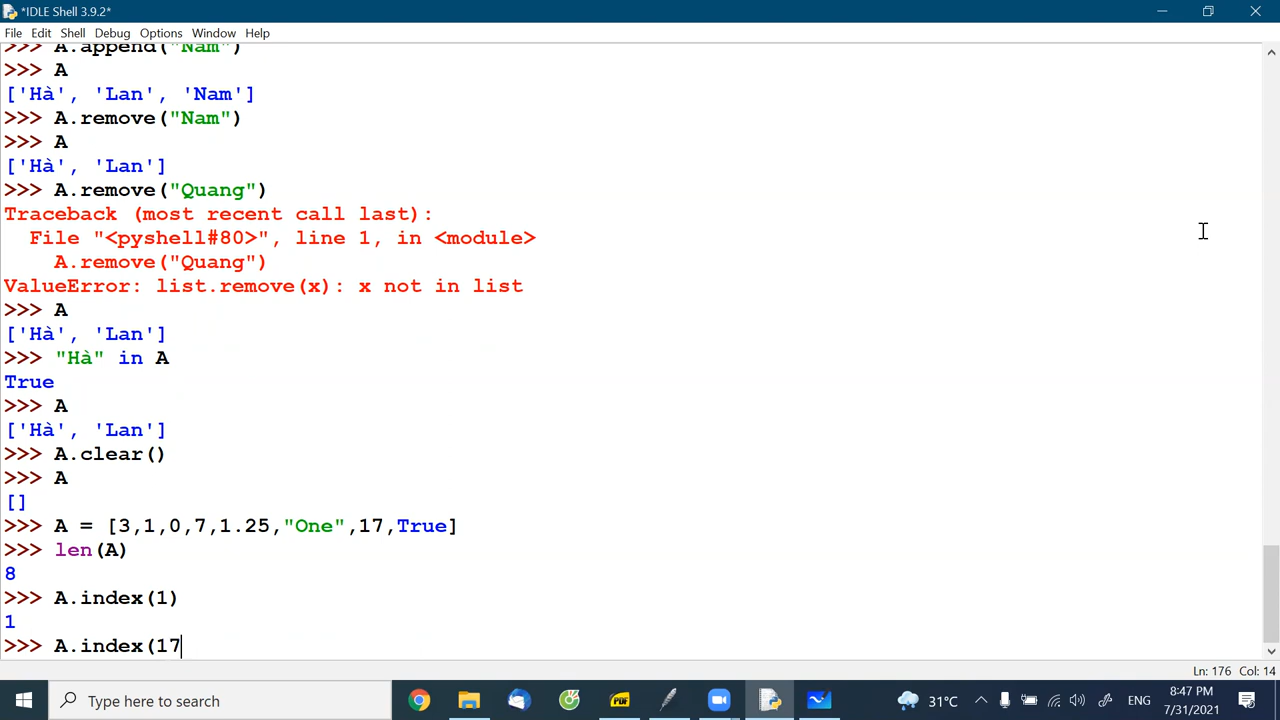 *IDLE Shell 3.9.2*
File Edit Shell Debug Options Window Help
>>> A.append("Nam")
>>> A
['Hà', 'Lan', 'Nam']
>>> A.remove("Nam")
>>> A
['Hà', 'Lan']
>>> A.remove("Quang")
Traceback (most recent call last):
  File "<pyshell#80>", line 1, in <module>
    A.remove("Quang")
ValueError: list.remove(x): x not in list
>>> A
['Hà', 'Lan']
>>> "Hà" in A
True
>>> A
['Hà', 'Lan']
>>> A.clear()
>>> A
[]
>>> A = [3,1,0,7,1.25,"One",17,True]
>>> len(A)
8
>>> A.index(1)
1
>>> A.index(17
Ln: 176 Col: 14
Type here to search
31°C
ENG
8:47 PM
7/31/2021